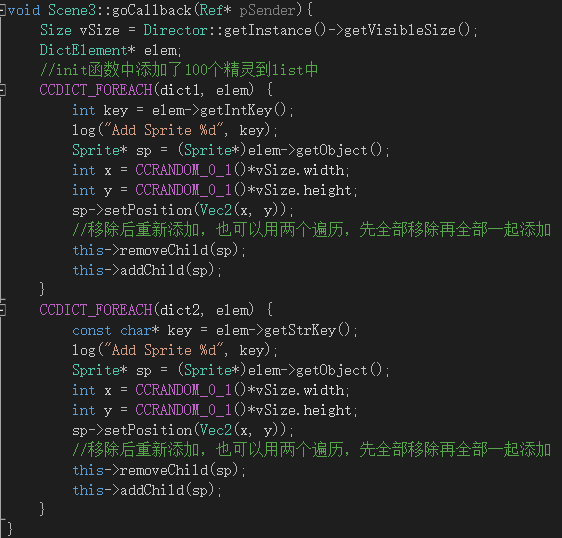 void Scene3::goCallback(Ref* pSender){
    Size vSize = Director::getInstance()->getVisibleSize();
    DictElement* elem;
    //init函数中添加了100个精灵到list中
    CCDICT_FOREACH(dict1, elem) {
        int key = elem->getIntKey();
        log("Add Sprite %d", key);
        Sprite* sp = (Sprite*)elem->getObject();
        int x = CCRANDOM_0_1()*vSize.width;
        int y = CCRANDOM_0_1()*vSize.height;
        sp->setPosition(Vec2(x, y));
        //移除后重新添加，也可以用两个遍历，先全部移除再全部一起添加
        this->removeChild(sp);
        this->addChild(sp);
    }
    CCDICT_FOREACH(dict2, elem) {
        const char* key = elem->getStrKey();
        log("Add Sprite %d", key);
        Sprite* sp = (Sprite*)elem->getObject();
        int x = CCRANDOM_0_1()*vSize.width;
        int y = CCRANDOM_0_1()*vSize.height;
        sp->setPosition(Vec2(x, y));
        //移除后重新添加，也可以用两个遍历，先全部移除再全部一起添加
        this->removeChild(sp);
        this->addChild(sp);
    }
}